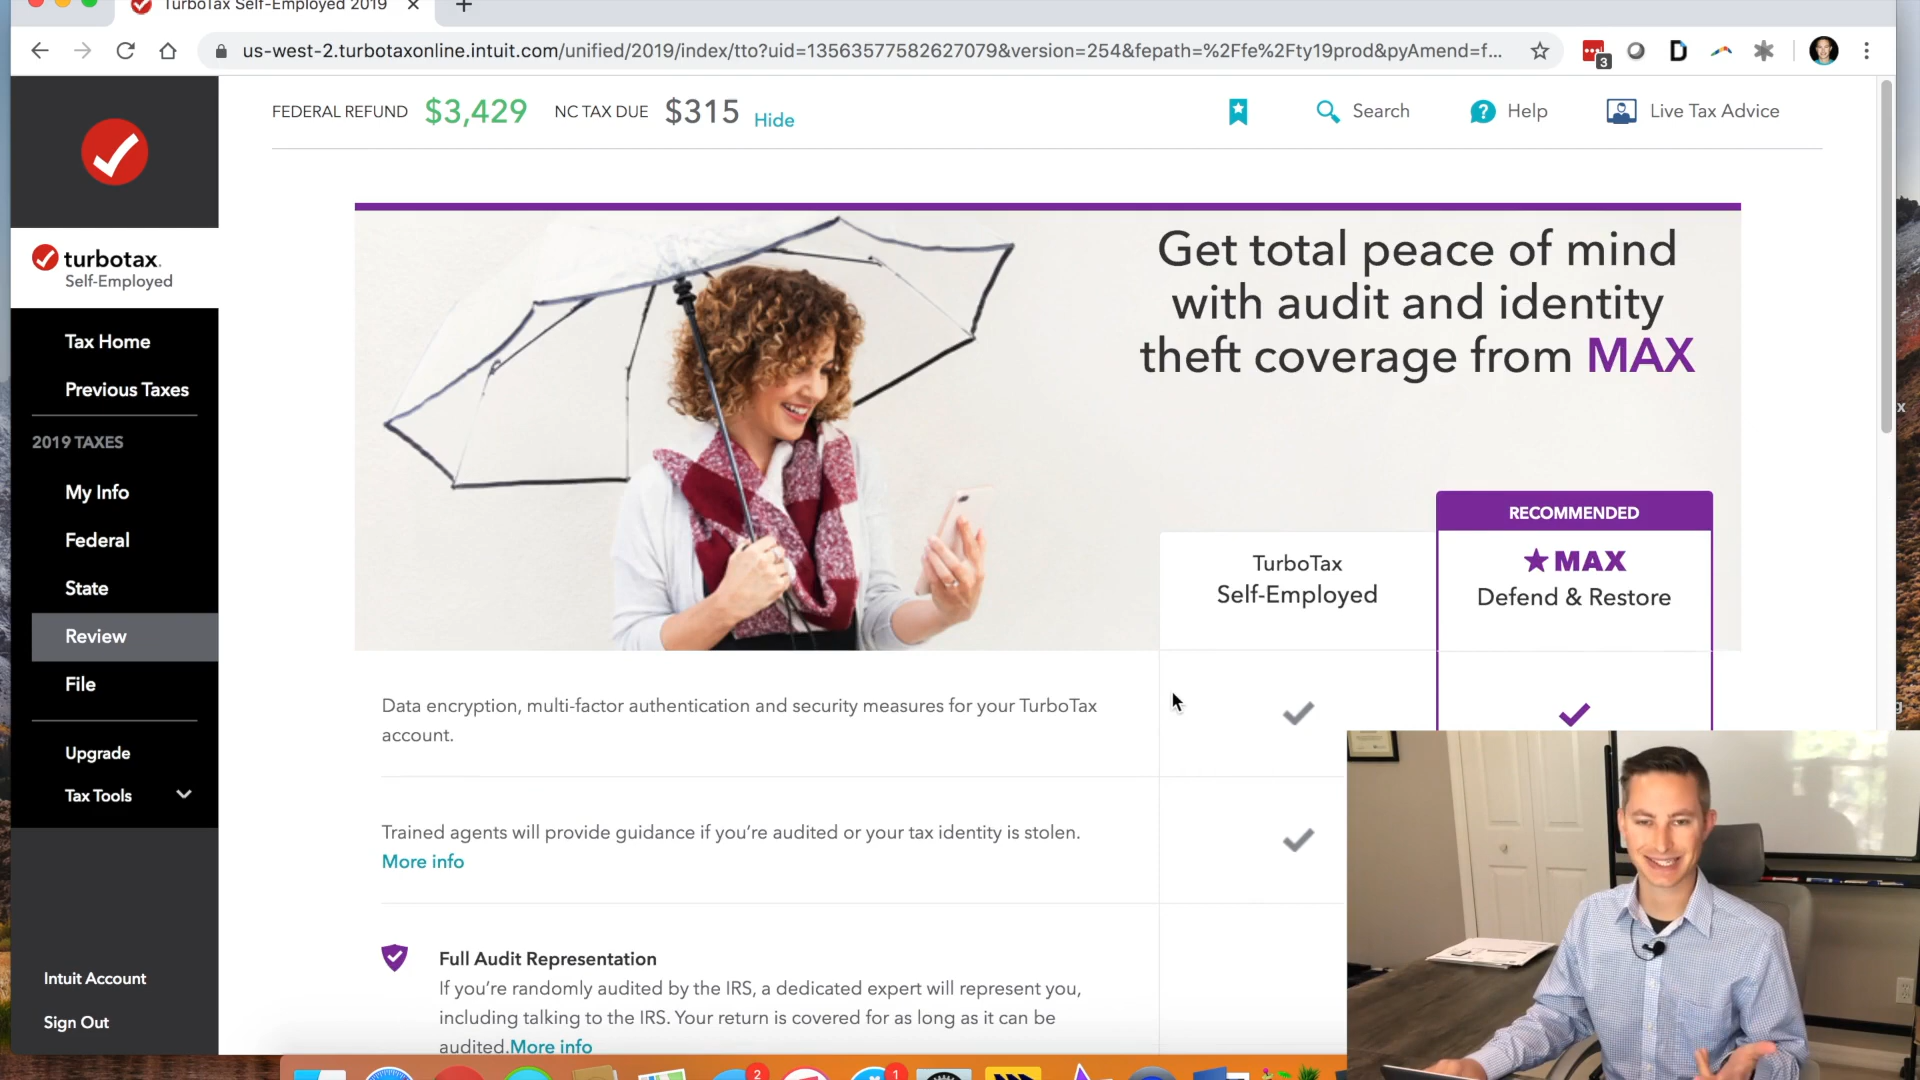 TurboTax Self-Employed 2019
us-west-2.turbotaxonline.intuit.com/unified/2019/index/tto?uid=13563577582627079&version=254&fepath=%2Ffe%2Fty19prod&pyAmend=f...
3
FEDERAL REFUND $3,429 NC TAX DUE $315 Hide
Search
Help
Live Tax Advice
turbotax.
Self-Employed
Tax Home
Previous Taxes
2019 TAXES
My Info
Federal
State
Review
File
Upgrade
Tax Tools
Intuit Account
Sign Out
Get total peace of mind
with audit and identity
theft coverage from MAX
RECOMMENDED
TurboTax
Self-Employed
MAX
Defend & Restore
Data encryption, multi-factor authentication and security measures for your TurboTax
account.
Trained agents will provide guidance if you're audited or your tax identity is stolen.
More info
Full Audit Representation
If you're randomly audited by the IRS, a dedicated expert will represent you,
including talking to the IRS. Your return is covered for as long as it can be
audited.More info
2
1